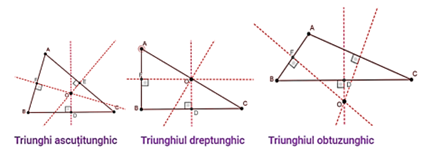 A
A
A
F
E
O
O
F
F
B
D
C
B
D
C
B
D
C
O
Triunghi ascuțitunghic
Triunghiul dreptunghic
Triunghiul obtuzunghic